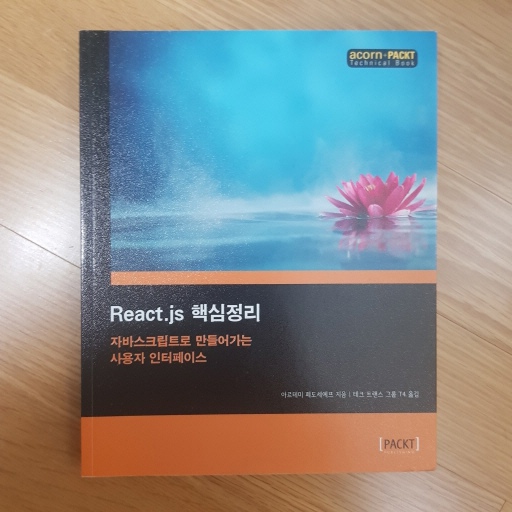 acorn-PACKT
Technical Book
React.js 핵심정리
자바스크립트로 만들어가는
사용자 인터페이스
아르테미 페도세예프 지음 | 테크 트랜스 그룹 T4 옮김
[PACKT]